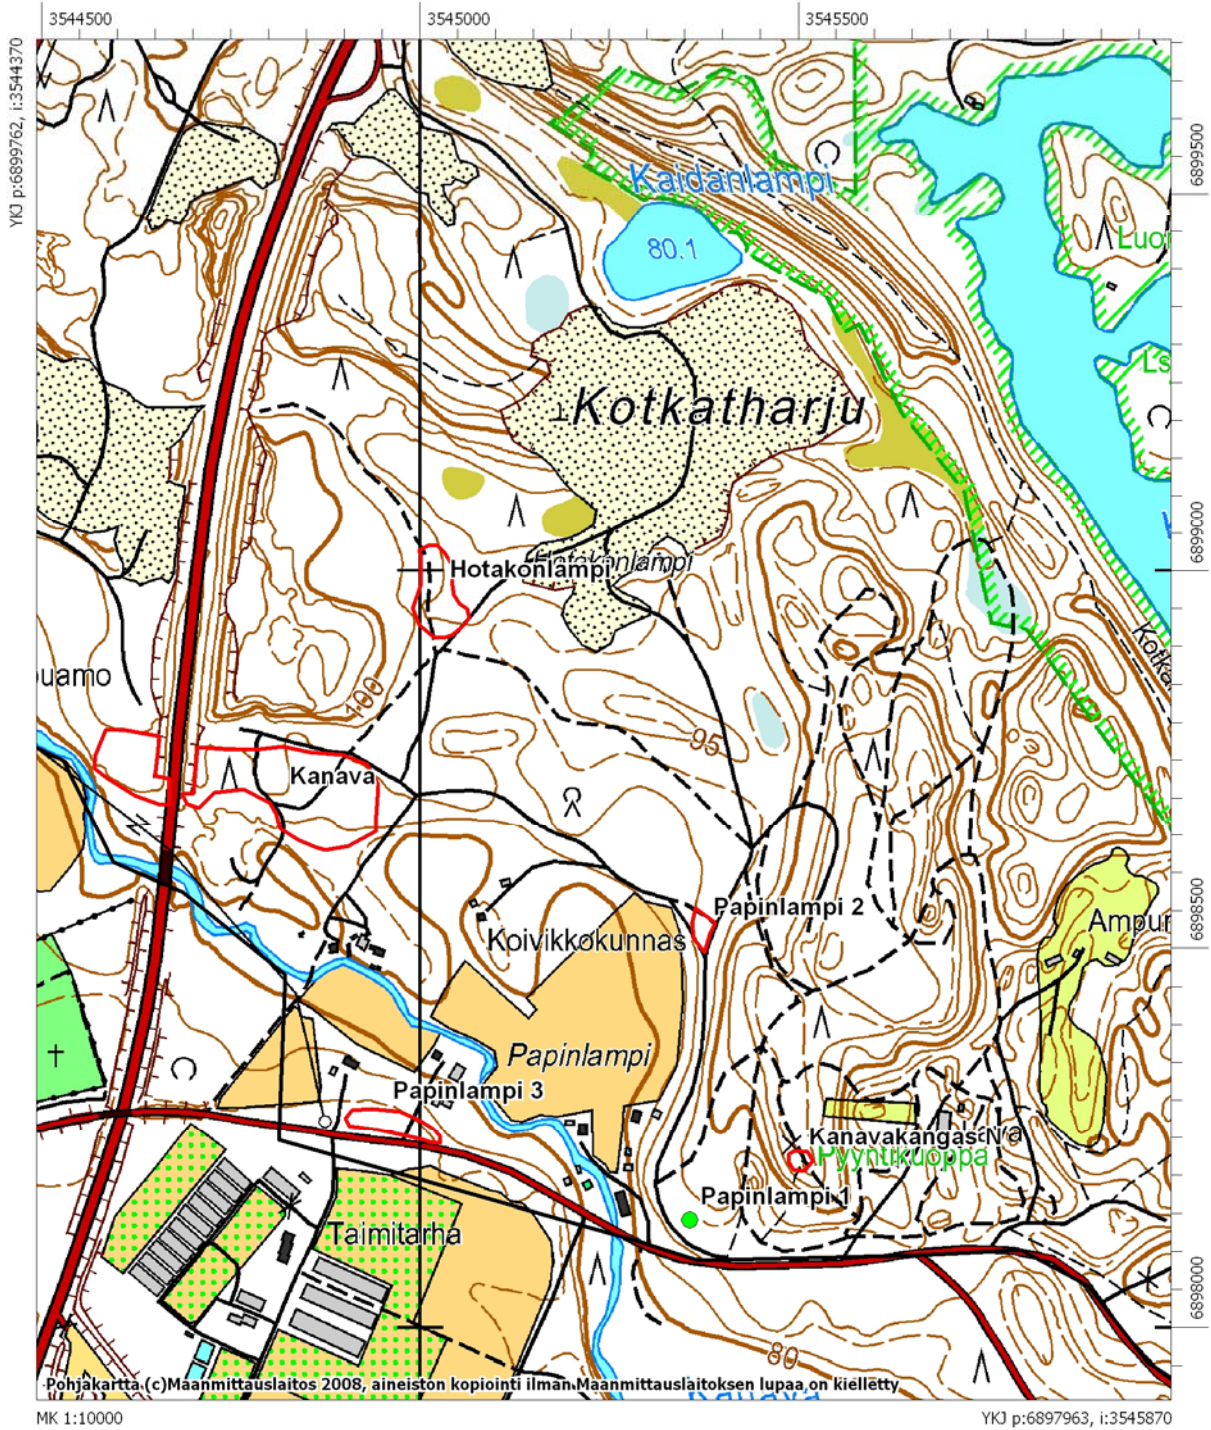 3544500
3545000
3545500
YKJ p:6899762, i:3544370
6899500
Kaidanlampi
80.1
Kotkatharju
6899000
Hotakonlampi
Hotakonlampi
100
95
Kanava
Papinlampi 2
6898500
Koivikkokunnas
Papinlampi
Papinlampi 3
Kanavakangas N
Pyyntikuoppa
Papinlampi 1
Taimitarha
6898000
80
Pohjakartta (c)Maanmittauslaitos 2008, aineiston kopiointi ilman Maanmittauslaitoksen lupaa on kielletty
MK 1:10000
YKJ p:6897963, i:3545870